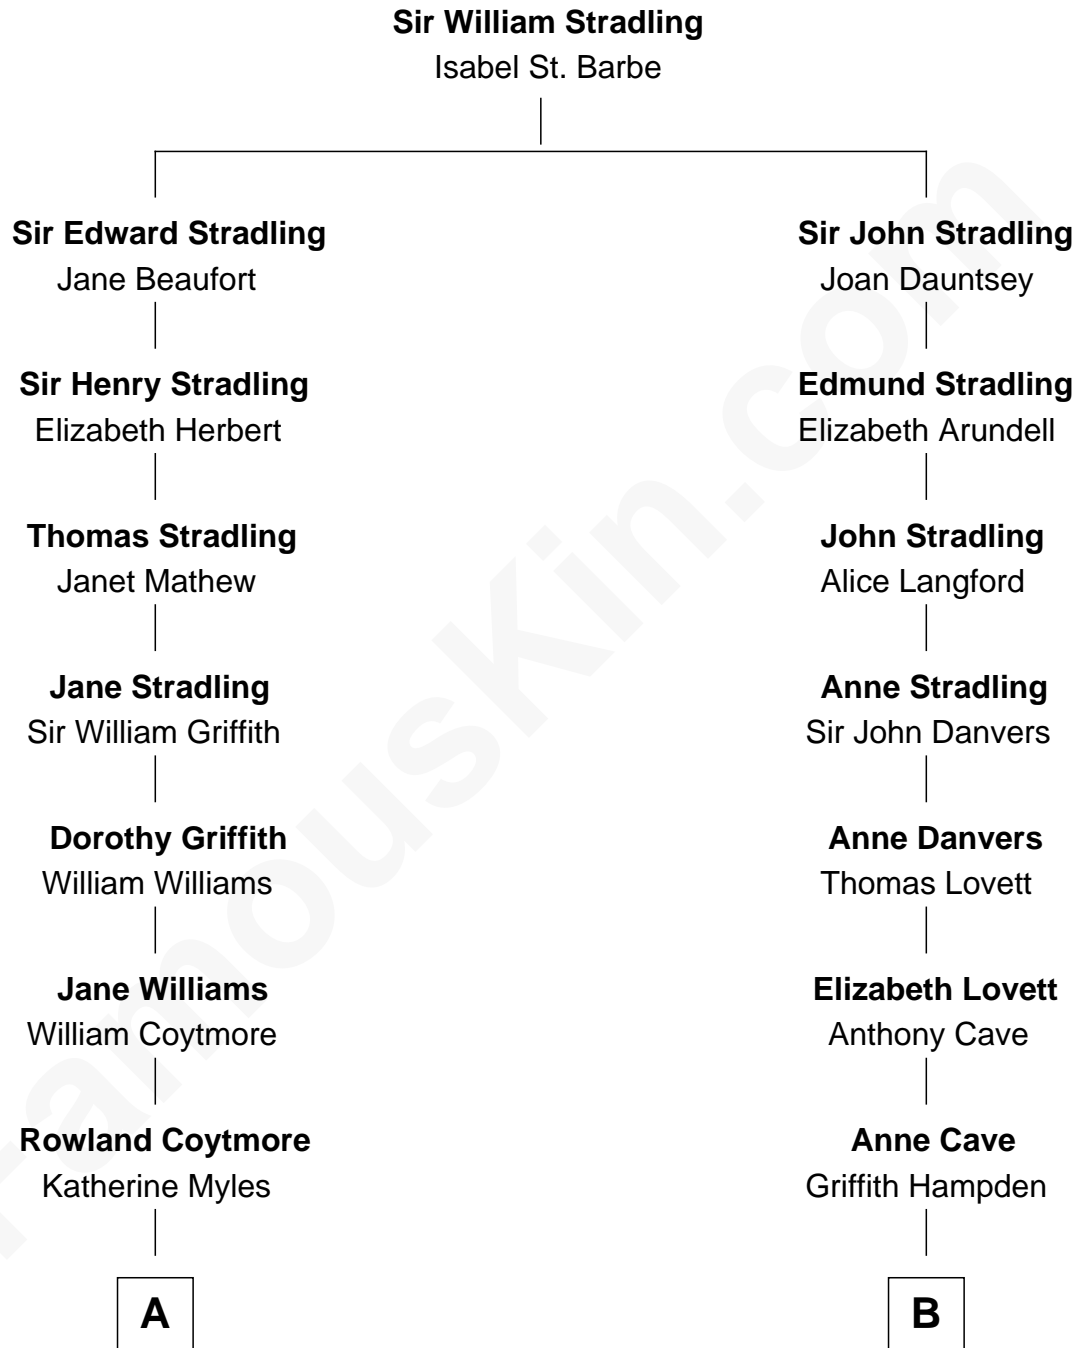 Sir William Stradling
Isabel St. Barbe
Sir Edward Stradling
Jane Beaufort
Sir Henry Stradling
Elizabeth Herbert
Thomas Stradling
Janet Mathew
Jane Stradling
Sir William Griffith
Dorothy Griffith
William Williams
Jane Williams
William Coytmore
Rowland Coytmore
Katherine Myles
A
Sir John Stradling
Joan Dauntsey
Edmund Stradling
Elizabeth Arundell
John Stradling
Alice Langford
Anne Stradling
Sir John Danvers
Anne Danvers
Thomas Lovett
Elizabeth Lovett
Anthony Cave
Anne Cave
Griffith Hampden
B
FamousKin.com